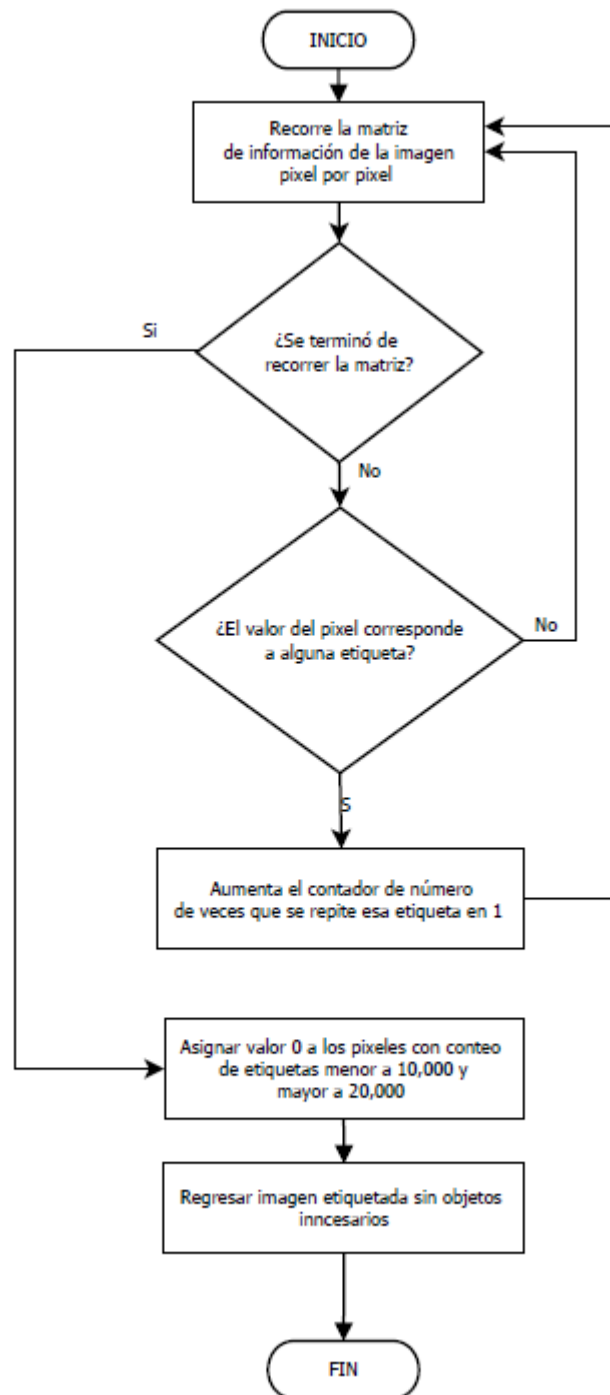 INICIO
Recorre la matriz
de información de la imagen
pixel por pixel
Si
¿Se terminó de
recorrer la matriz?
No
¿El valor del pixel corresponde
a alguna etiqueta?
No
S
Aumenta el contador de número
de veces que se repite esa etiqueta en 1
Asignar valor 0 a los pixeles con conteo
de etiquetas menor a 10,000 y
mayor a 20,000
Regresar imagen etiquetada sin objetos
inncesarios
FIN